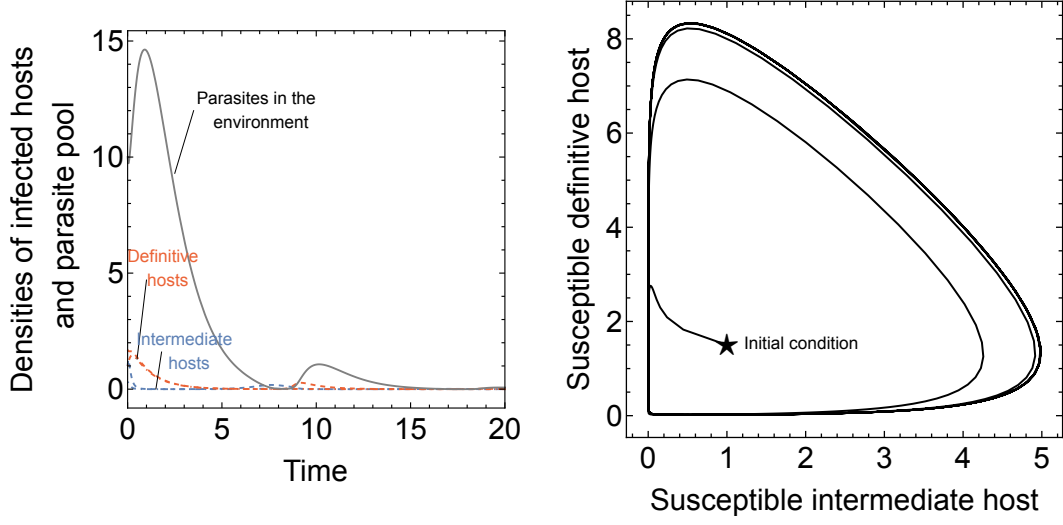 Densities of infected hosts
and parasite pool
15
10
5
0
Parasites in the
environment
Definitive
hosts
Intermediate
hosts
0
5
10
15
20
Time
Susceptible definitive host
8
6
4
2
0
Initial condition
0
1
2
3
4
5
Susceptible intermediate host